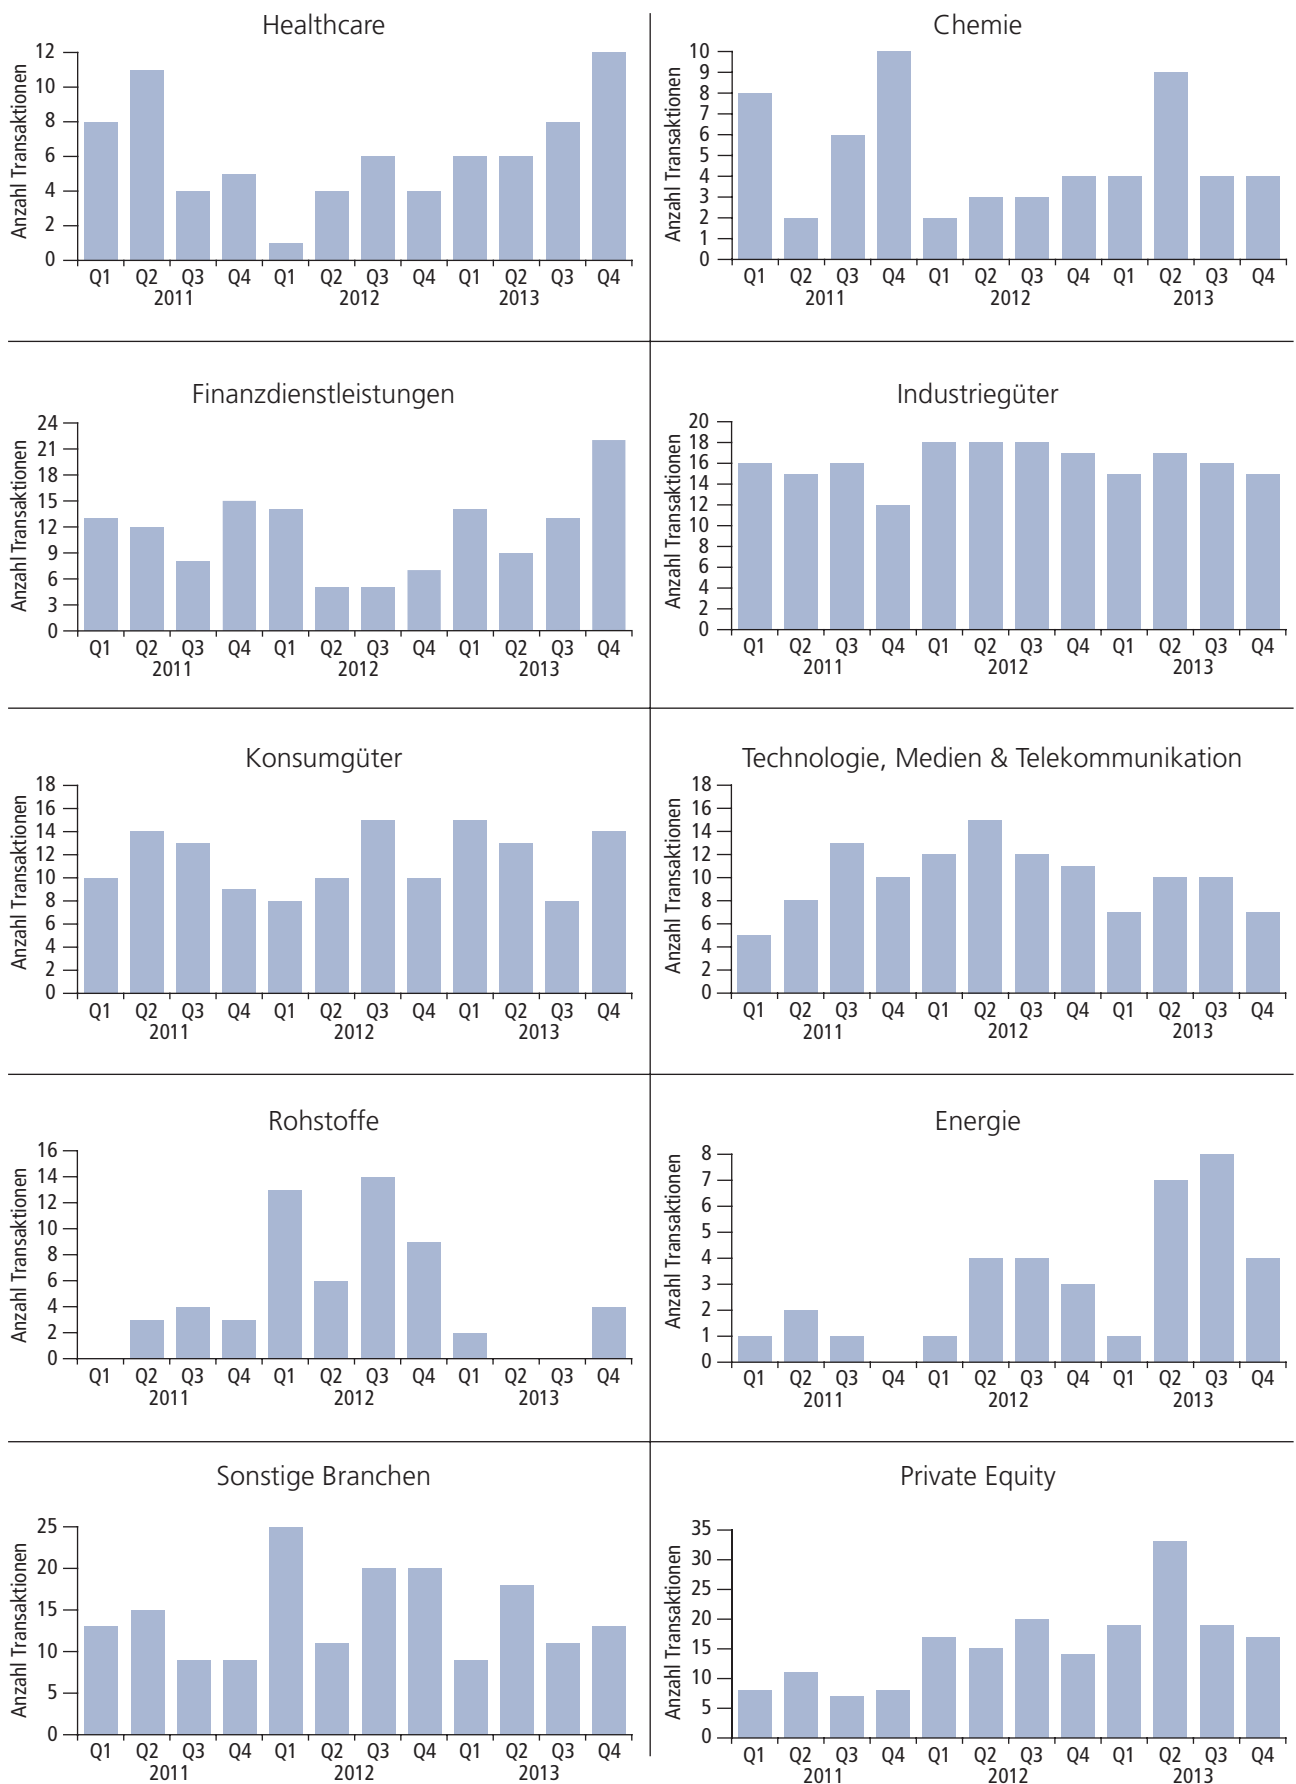 Healthcare
Anzahl Transaktionen
12
10
8
6
4
2
0
Q1 Q2 Q3 Q4 Q1 Q2 Q3 Q4 Q1 Q2 Q3 Q4
2011 2012 2013
Chemie
Anzahl Transaktionen
10
9
8
7
6
5
4
3
2
1
0
Q1 Q2 Q3 Q4 Q1 Q2 Q3 Q4 Q1 Q2 Q3 Q4
2011 2012 2013
Finanzdienstleistungen
Anzahl Transaktionen
24
21
18
15
12
9
6
3
0
Q1 Q2 Q3 Q4 Q1 Q2 Q3 Q4 Q1 Q2 Q3 Q4
2011 2012 2013
Industriegüter
Anzahl Transaktionen
20
18
16
14
12
10
8
6
4
2
0
Q1 Q2 Q3 Q4 Q1 Q2 Q3 Q4 Q1 Q2 Q3 Q4
2011 2012 2013
Konsumgüter
Anzahl Transaktionen
18
16
14
12
10
8
6
4
2
0
Q1 Q2 Q3 Q4 Q1 Q2 Q3 Q4 Q1 Q2 Q3 Q4
2011 2012 2013
Technologie, Medien & Telekommunikation
Anzahl Transaktionen
18
16
14
12
10
8
6
4
2
0
Q1 Q2 Q3 Q4 Q1 Q2 Q3 Q4 Q1 Q2 Q3 Q4
2011 2012 2013
Rohstoffe
Anzahl Transaktionen
16
14
12
10
8
6
4
2
0
Q1 Q2 Q3 Q4 Q1 Q2 Q3 Q4 Q1 Q2 Q3 Q4
2011 2012 2013
Energie
Anzahl Transaktionen
8
7
6
5
4
3
2
1
0
Q1 Q2 Q3 Q4 Q1 Q2 Q3 Q4 Q1 Q2 Q3 Q4
2011 2012 2013
Sonstige Branchen
Anzahl Transaktionen
25
20
15
10
5
0
Q1 Q2 Q3 Q4 Q1 Q2 Q3 Q4 Q1 Q2 Q3 Q4
2011 2012 2013
Private Equity
Anzahl Transaktionen
35
30
25
20
15
10
5
0
Q1 Q2 Q3 Q4 Q1 Q2 Q3 Q4 Q1 Q2 Q3 Q4
2011 2012 2013